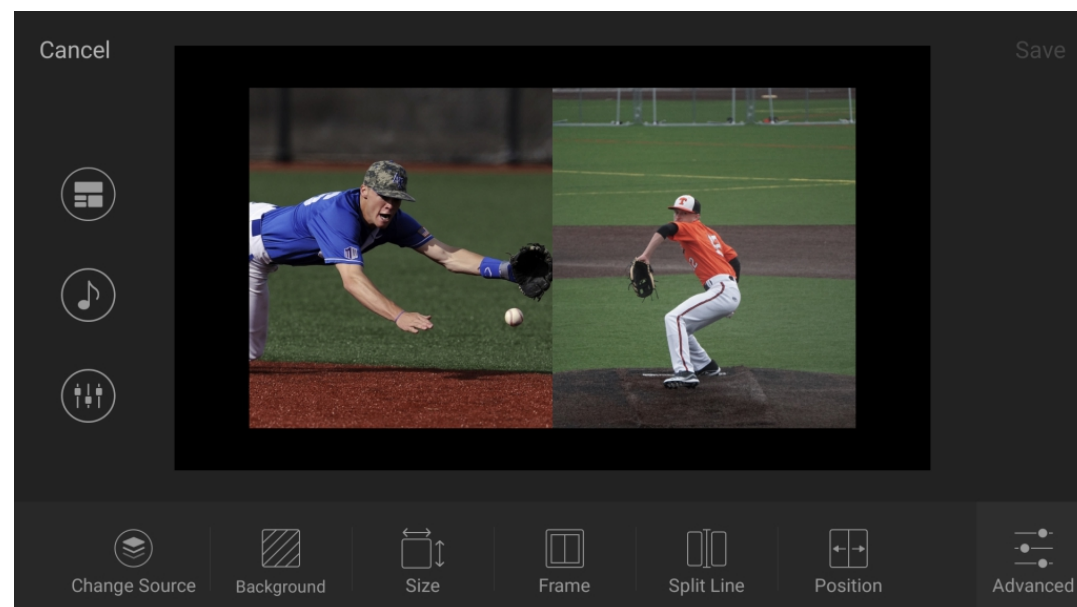 Cancel
Save
T
Change Source
Background
Size
Frame
Split Line
Position
Advanced